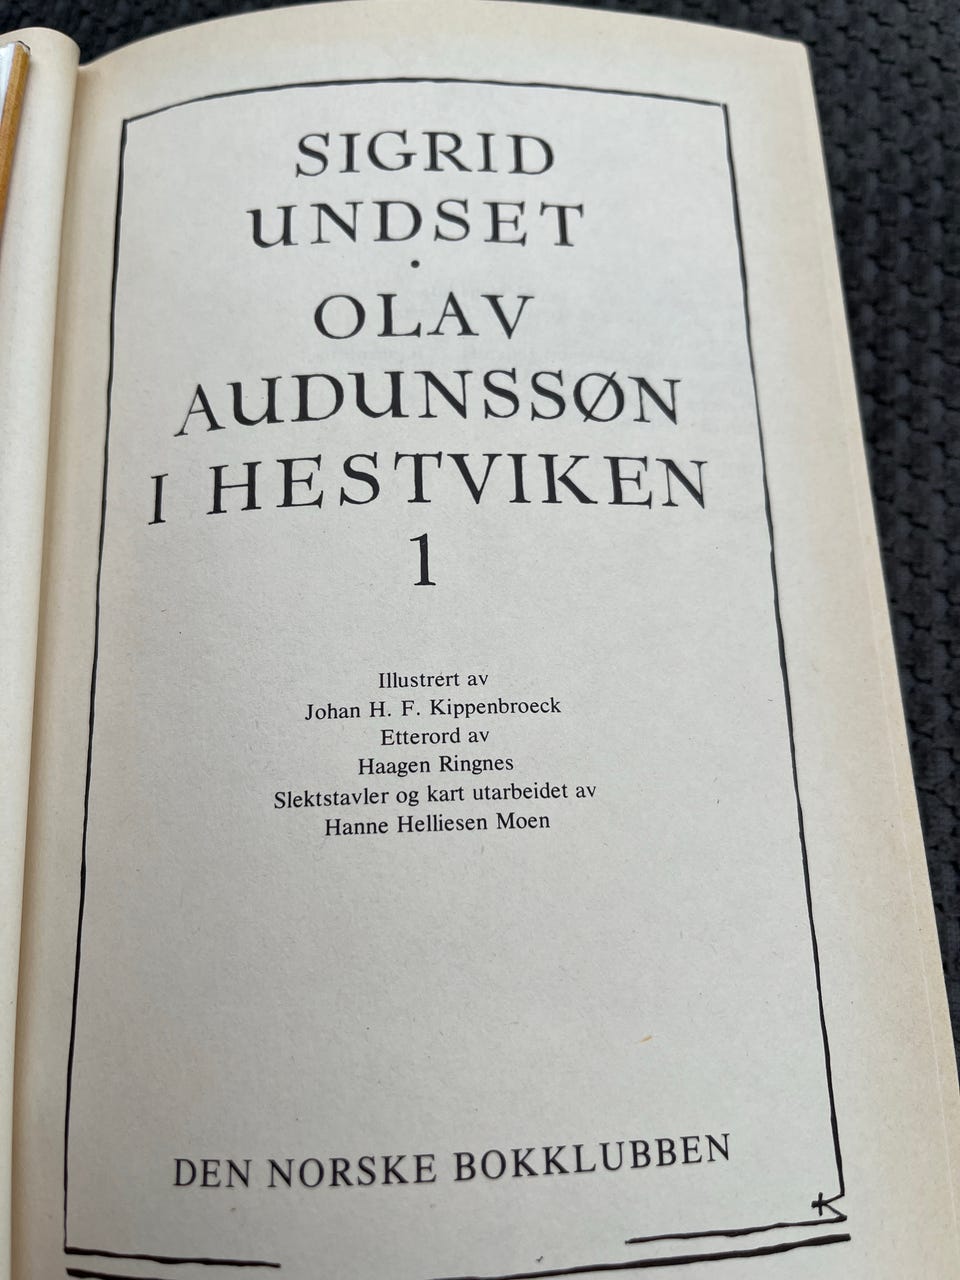 SIGRID
UNDSET
·
OLAV
AUDUNSSØN
I HESTVIKEN
1
Illustrert av
Johan H. F. Kippenbroeck
Etterord av
Haagen Ringnes
Slektstavler og kart utarbeidet av
Hanne Helliesen Moen
DEN NORSKE BOKKLUBBEN
K